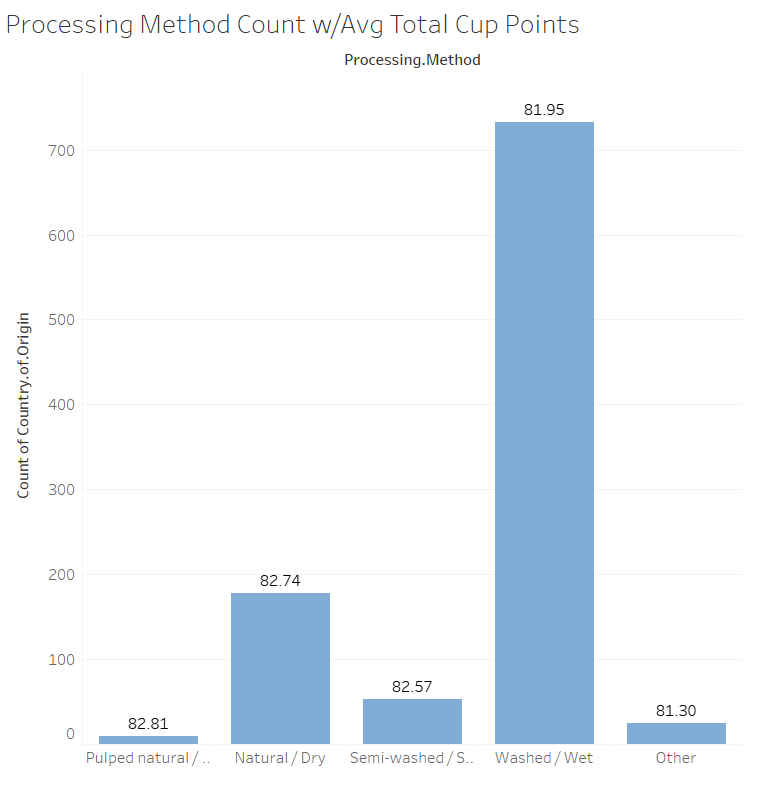 Processing Method Count w/Avg Total Cup Points
Processing.Method
Count of Country.of.Origin
700
600
500
400
300
200
100
0
82.81
82.74
82.57
81.95
81.30
Pulped natural / ..
Natural / Dry
Semi-washed / S..
Washed / Wet
Other